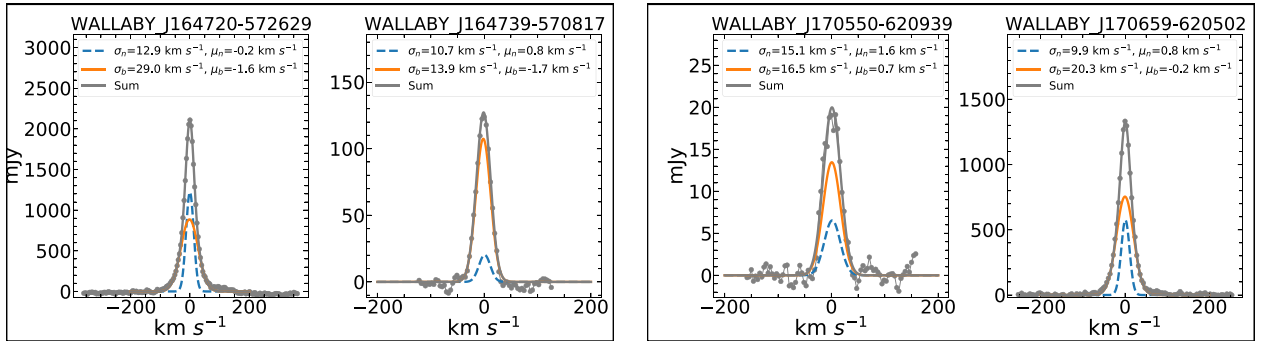 WALLABY_J164720-572629
σn=12.9 km s⁻¹, μn=-0.2 km s⁻¹
σb=29.0 km s⁻¹, μb=-1.6 km s⁻¹
Sum
3000
2500
2000
1500
1000
500
0
mJy
−200 0 200
km s⁻¹
WALLABY_J164739-570817
σn=10.7 km s⁻¹, μn=0.8 km s⁻¹
σb=13.9 km s⁻¹, μb=-1.7 km s⁻¹
Sum
150
100
50
0
−200 0 200
km s⁻¹
WALLABY_J170550-620939
σn=15.1 km s⁻¹, μn=1.6 km s⁻¹
σb=16.5 km s⁻¹, μb=0.7 km s⁻¹
Sum
25
20
15
10
5
0
mJy
−200 0 200
km s⁻¹
WALLABY_J170659-620502
σn=9.9 km s⁻¹, μn=0.8 km s⁻¹
σb=20.3 km s⁻¹, μb=-0.2 km s⁻¹
Sum
1500
1000
500
0
−200 0 200
km s⁻¹